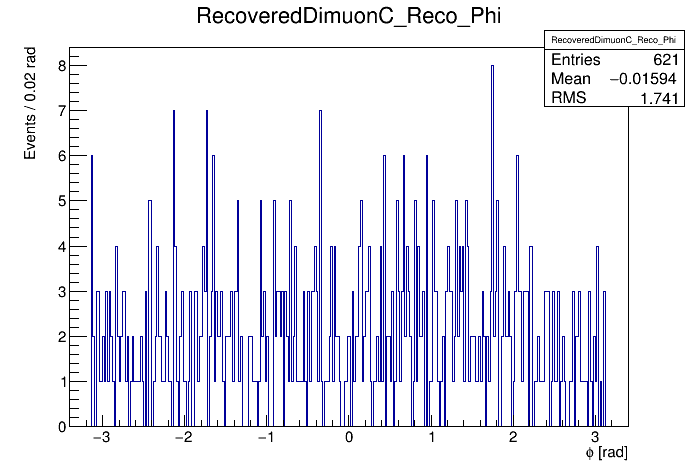 RecoveredDimuonC_Reco_Phi
RecoveredDimuonC_Reco_Phi
Entries 621
Mean −0.01594
RMS 1.741
Events / 0.02 rad
8
7
6
5
4
3
2
1
0
−3 −2 −1 0 1 2 3
ϕ [rad]